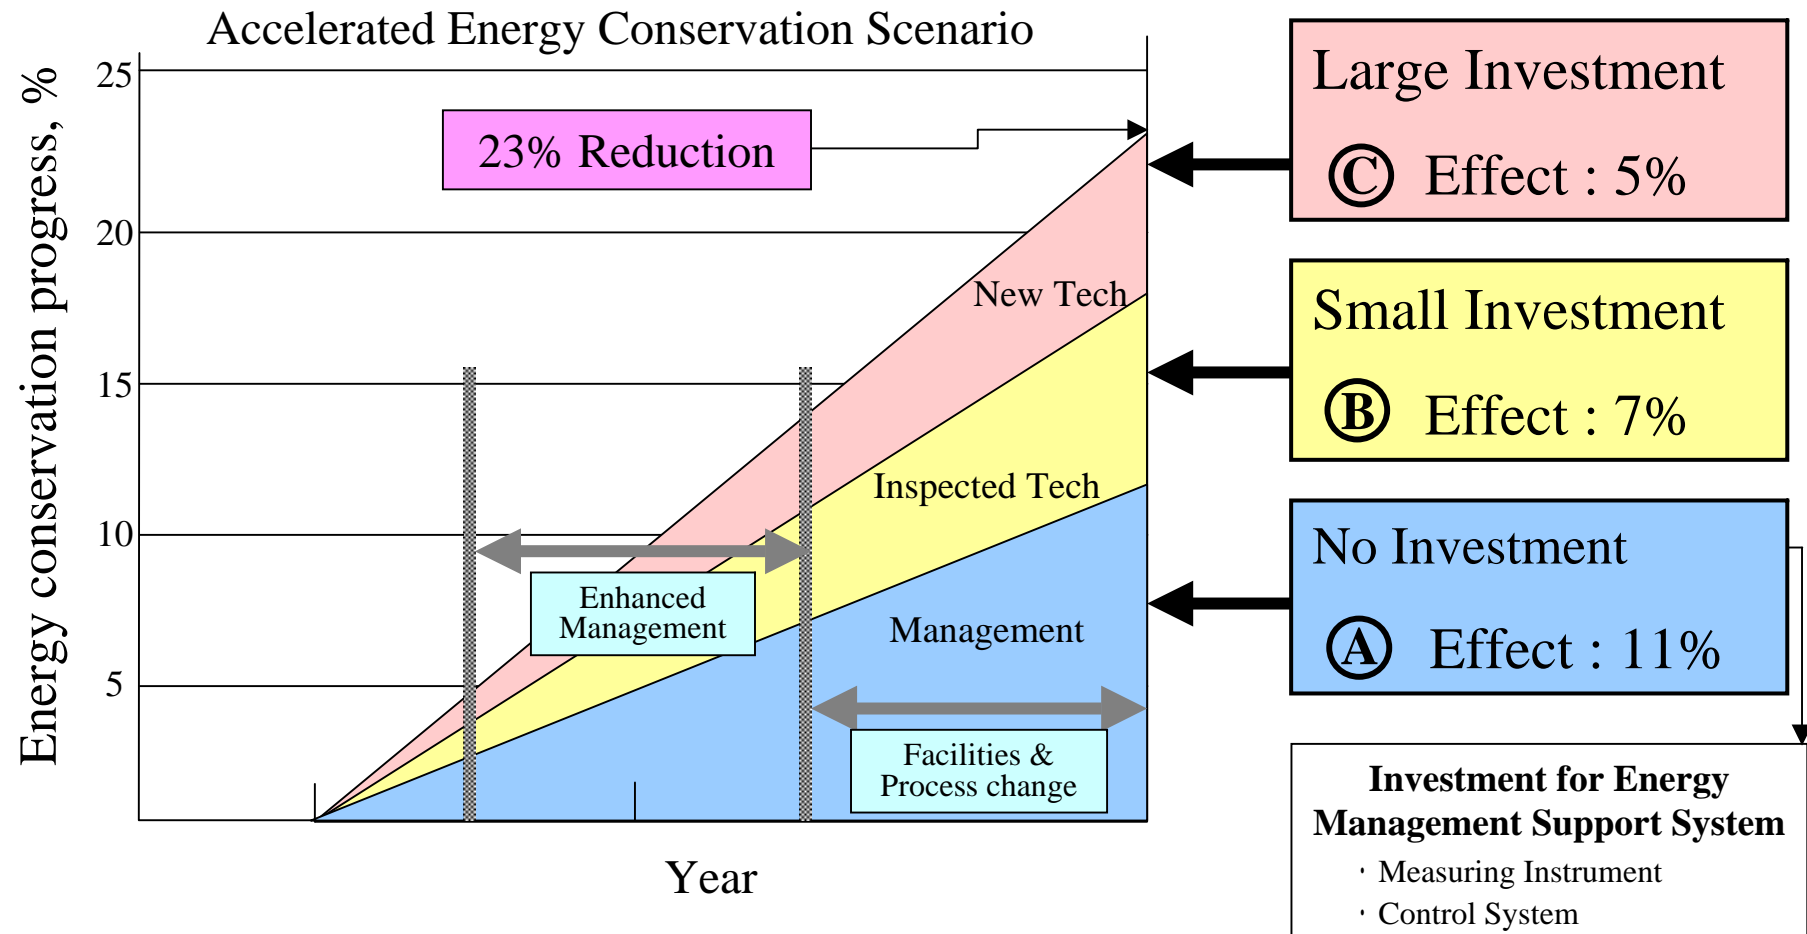 Accelerated Energy Conservation Scenario
Energy conservation progress, %
25
20
15
10
5
23% Reduction
New Tech
Inspected Tech
Management
Enhanced
Management
Facilities &
Process change
Year
Large Investment
C Effect : 5%
Small Investment
B Effect : 7%
No Investment
A Effect : 11%
Investment for Energy
Management Support System
· Measuring Instrument
· Control System